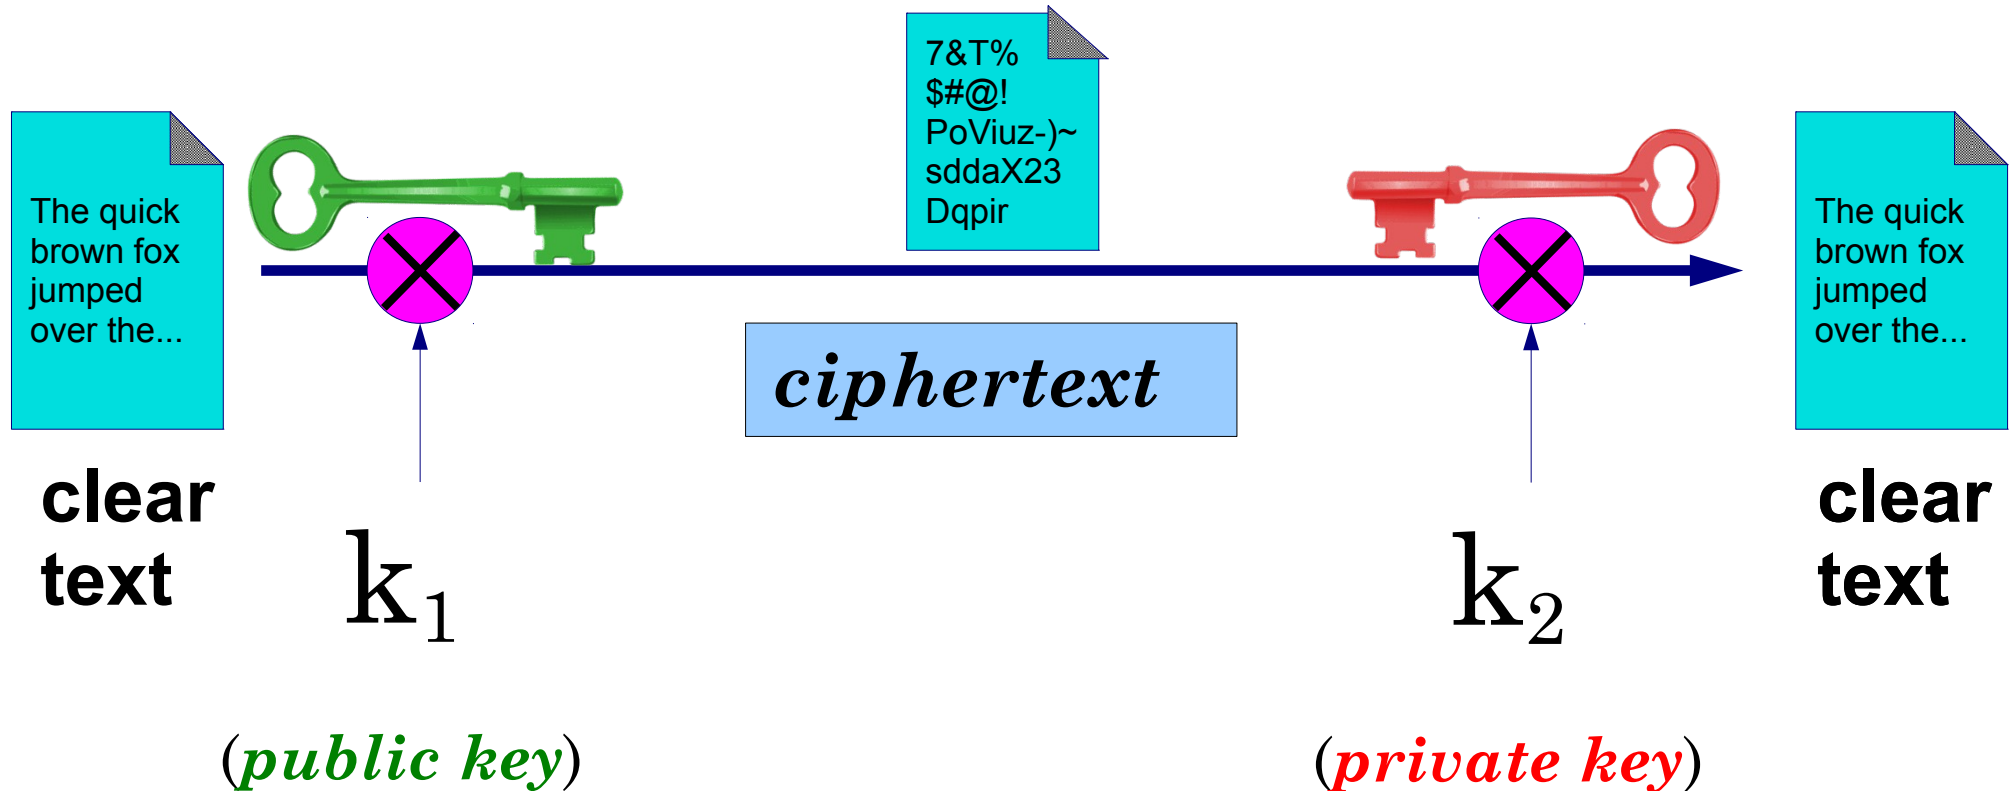 7&T%
$#@!
PoViuz-)~
sddaX23
Dqpir
The quick
brown fox
jumped
over the...
The quick
brown fox
jumped
over the...
ciphertext
clear
text
clear
text
k₁
k₂
(public key)
(private key)